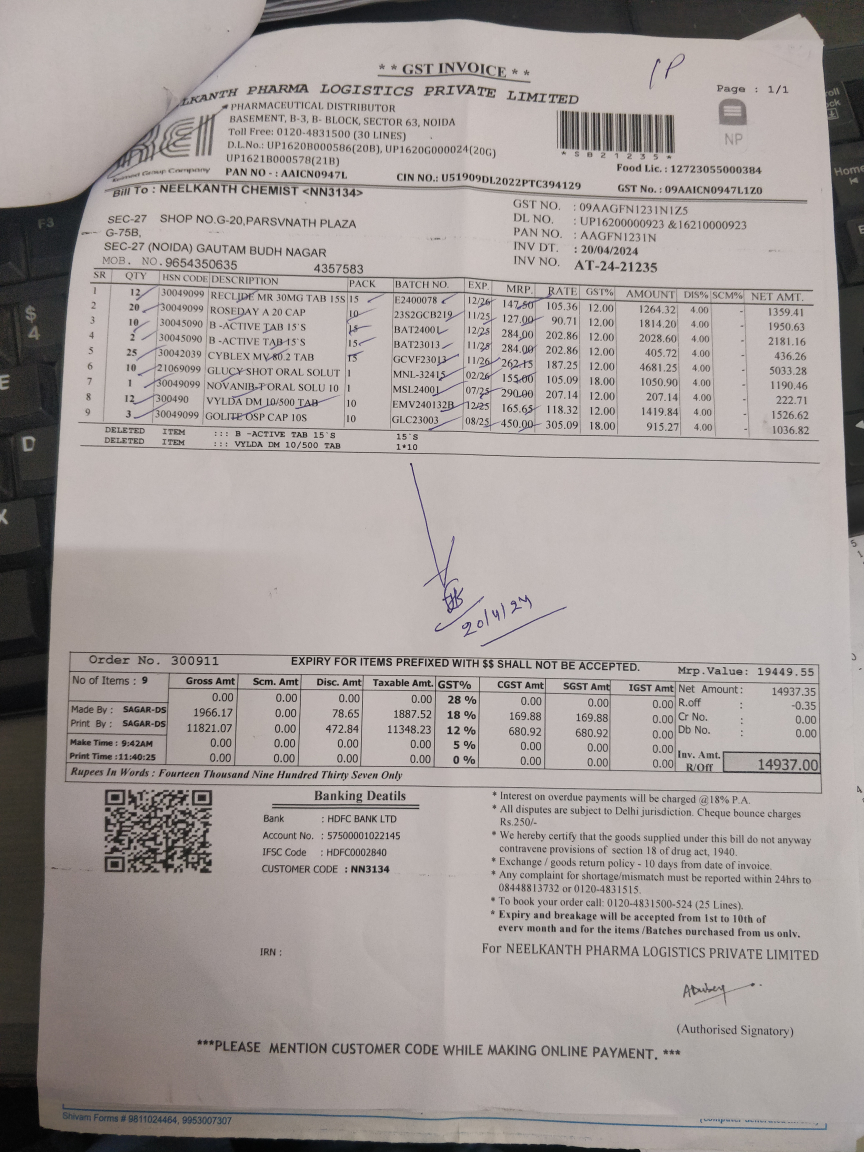 ** GST INVOICE **
LKANTH PHARMA LOGISTICS PRIVATE LIMITED
Page : 1/1
PHARMACEUTICAL DISTRIBUTOR
BASEMENT, B-3, B- BLOCK, SECTOR 63, NOIDA
Toll Free: 0120-4831500 (30 LINES)
D.L.No.: UP1620B000586(20B), UP1620G000024(20G)
UP1621B000578(21B)
PAN NO - : AAICN0947L
CIN NO.: U51909DL2022PTC394129
*SB21235*
NP
Food Lic. : 12723055000384
GST No. : 09AAICN0947L1Z0
Group Company
Bill To : NEELKANTH CHEMIST <NN3134>
SEC-27 SHOP NO.G-20,PARSVNATH PLAZA
G-75B,
SEC-27 (NOIDA) GAUTAM BUDH NAGAR
MOB. NO. 9654350635 4357583
GST NO. : 09AAGFN1231N1Z5
DL NO. : UP16200000923 &16210000923
PAN NO. : AAGFN1231N
INV DT. : 20/04/2024
INV NO. AT-24-21235
SR QTY HSN CODE DESCRIPTION PACK BATCH NO. EXP. MRP. RATE GST% AMOUNT DIS% SCM% NET AMT.
1 12 30049099 RECLIDE MR 30MG TAB 15S 15 E2400078 12/26 147.50 105.36 12.00 1264.32 4.00 - 1359.41
2 20 30049099 ROSEDAY A 20 CAP 10 23S2GCB219 11/25 127.00 90.71 12.00 1814.20 4.00 - 1950.63
3 10 30045090 B -ACTIVE TAB 15`S 15 BAT24001 12/25 284.00 202.86 12.00 2028.60 4.00 - 2181.16
4 2 30045090 B -ACTIVE TAB 15`S 15 BAT23013 11/25 284.00 202.86 12.00 405.72 4.00 - 436.26
5 25 30042039 CYBLEX MV 80.2 TAB 15 GCVF23013 11/26 262.15 187.25 12.00 4681.25 4.00 - 5033.28
6 10 21069099 GLUCY SHOT ORAL SOLUT 1 MNL-32415 02/26 155.00 105.09 18.00 1050.90 4.00 - 1190.46
7 1 30049099 NOVANIB-T ORAL SOLU 10 1 MSL24001 07/25 290.00 207.14 12.00 207.14 4.00 - 222.71
8 12 300490 VYLDA DM 10/500 TAB 10 EMV240132B 12/25 165.65 118.32 12.00 1419.84 4.00 - 1526.62
9 3 30049099 GOLITE OSP CAP 10S 10 GLC23003 08/25 450.00 305.09 18.00 915.27 4.00 - 1036.82
DELETED ITEM ::: B -ACTIVE TAB 15`S 15`S
DELETED ITEM ::: VYLDA DM 10/500 TAB 1*10
20/4/24
Order No. 300911 EXPIRY FOR ITEMS PREFIXED WITH $$ SHALL NOT BE ACCEPTED. Mrp.Value: 19449.55
No of Items : 9
Made By : SAGAR-DS
Print By : SAGAR-DS
Make Time : 9:42AM
Print Time :11:40:25
Gross Amt Scm. Amt Disc. Amt Taxable Amt. GST% CGST Amt SGST Amt IGST Amt
0.00 0.00 0.00 0.00 28 % 0.00 0.00 0.00
1966.17 0.00 78.65 1887.52 18 % 169.88 169.88 0.00
11821.07 0.00 472.84 11348.23 12 % 680.92 680.92 0.00
0.00 0.00 0.00 0.00 5 % 0.00 0.00 0.00
0.00 0.00 0.00 0.00 0 % 0.00 0.00 0.00
Net Amount: 14937.35
R.off : -0.35
Cr No. : 0.00
Db No. : 0.00
Inv. Amt. R/Off 14937.00
Rupees In Words : Fourteen Thousand Nine Hundred Thirty Seven Only
Banking Deatils
Bank : HDFC BANK LTD
Account No. : 57500001022145
IFSC Code : HDFC0002840
CUSTOMER CODE : NN3134
* Interest on overdue payments will be charged @18% P.A.
* All disputes are subject to Delhi jurisdiction. Cheque bounce charges
Rs.250/-
* We hereby certify that the goods supplied under this bill do not anyway
contravene provisions of section 18 of drug act, 1940.
* Exchange / goods return policy - 10 days from date of invoice.
* Any complaint for shortage/mismatch must be reported within 24hrs to
08448813732 or 0120-4831515.
* To book your order call: 0120-4831500-524 (25 Lines).
* Expiry and breakage will be accepted from 1st to 10th of
every month and for the items /Batches purchased from us only.
IRN :
For NEELKANTH PHARMA LOGISTICS PRIVATE LIMITED
(Authorised Signatory)
***PLEASE MENTION CUSTOMER CODE WHILE MAKING ONLINE PAYMENT. ***
Shivam Forms # 9811024464, 9953007307